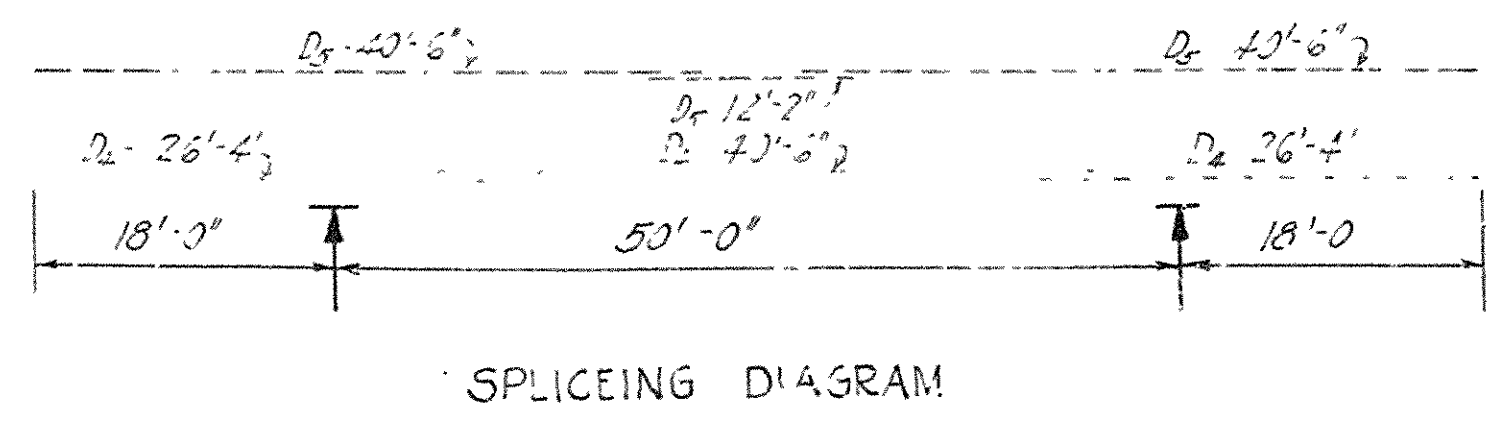 D5 - 40'-6" D5 40'-6"
D5 12'-2"
D4 - 26'-4' 40'-6" D4 26'-4'
18'-0" 50'-0" 18'-0
SPLICEING DIAGRAM